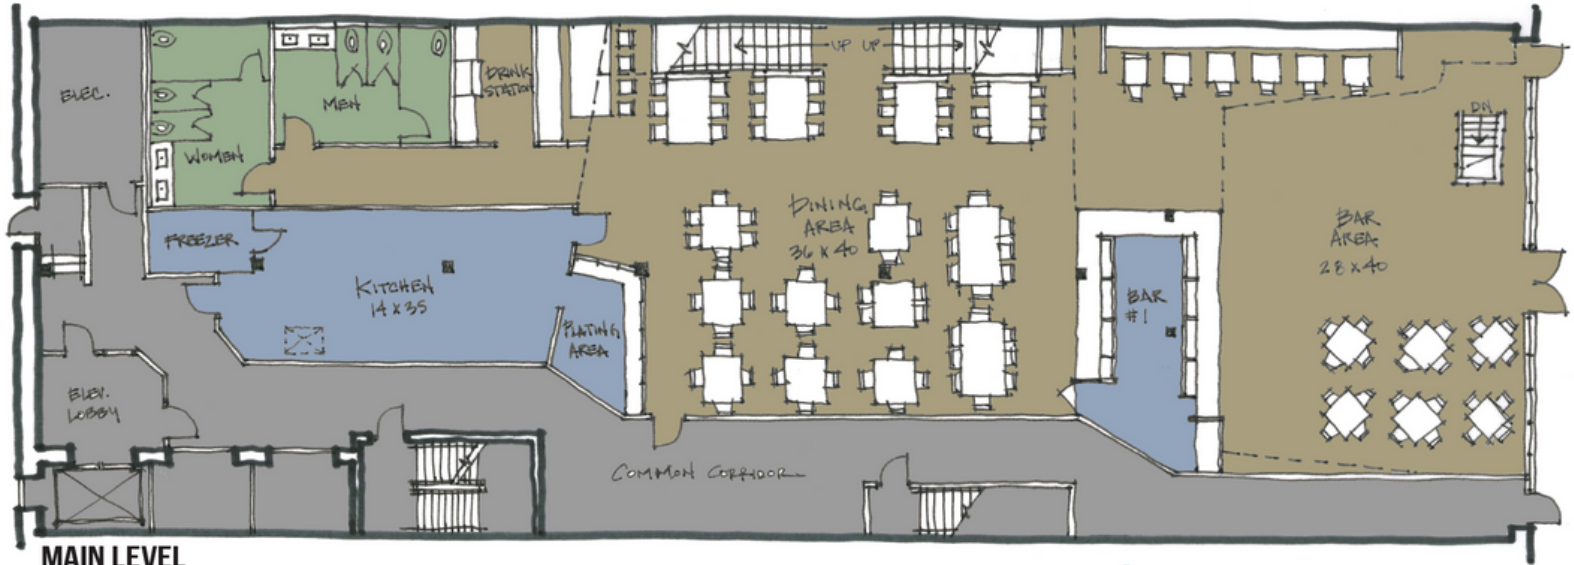 ELEC.
WOMEN
MEN
DRINK
STATION
UP UP
DN
FREEZER
KITCHEN
14 X 35
PLATING
AREA
DINING
AREA
36 X 40
BAR
#1
BAR
AREA
28 X 40
ELEV.
LOBBY
COMMON CORRIDOR
MAIN LEVEL